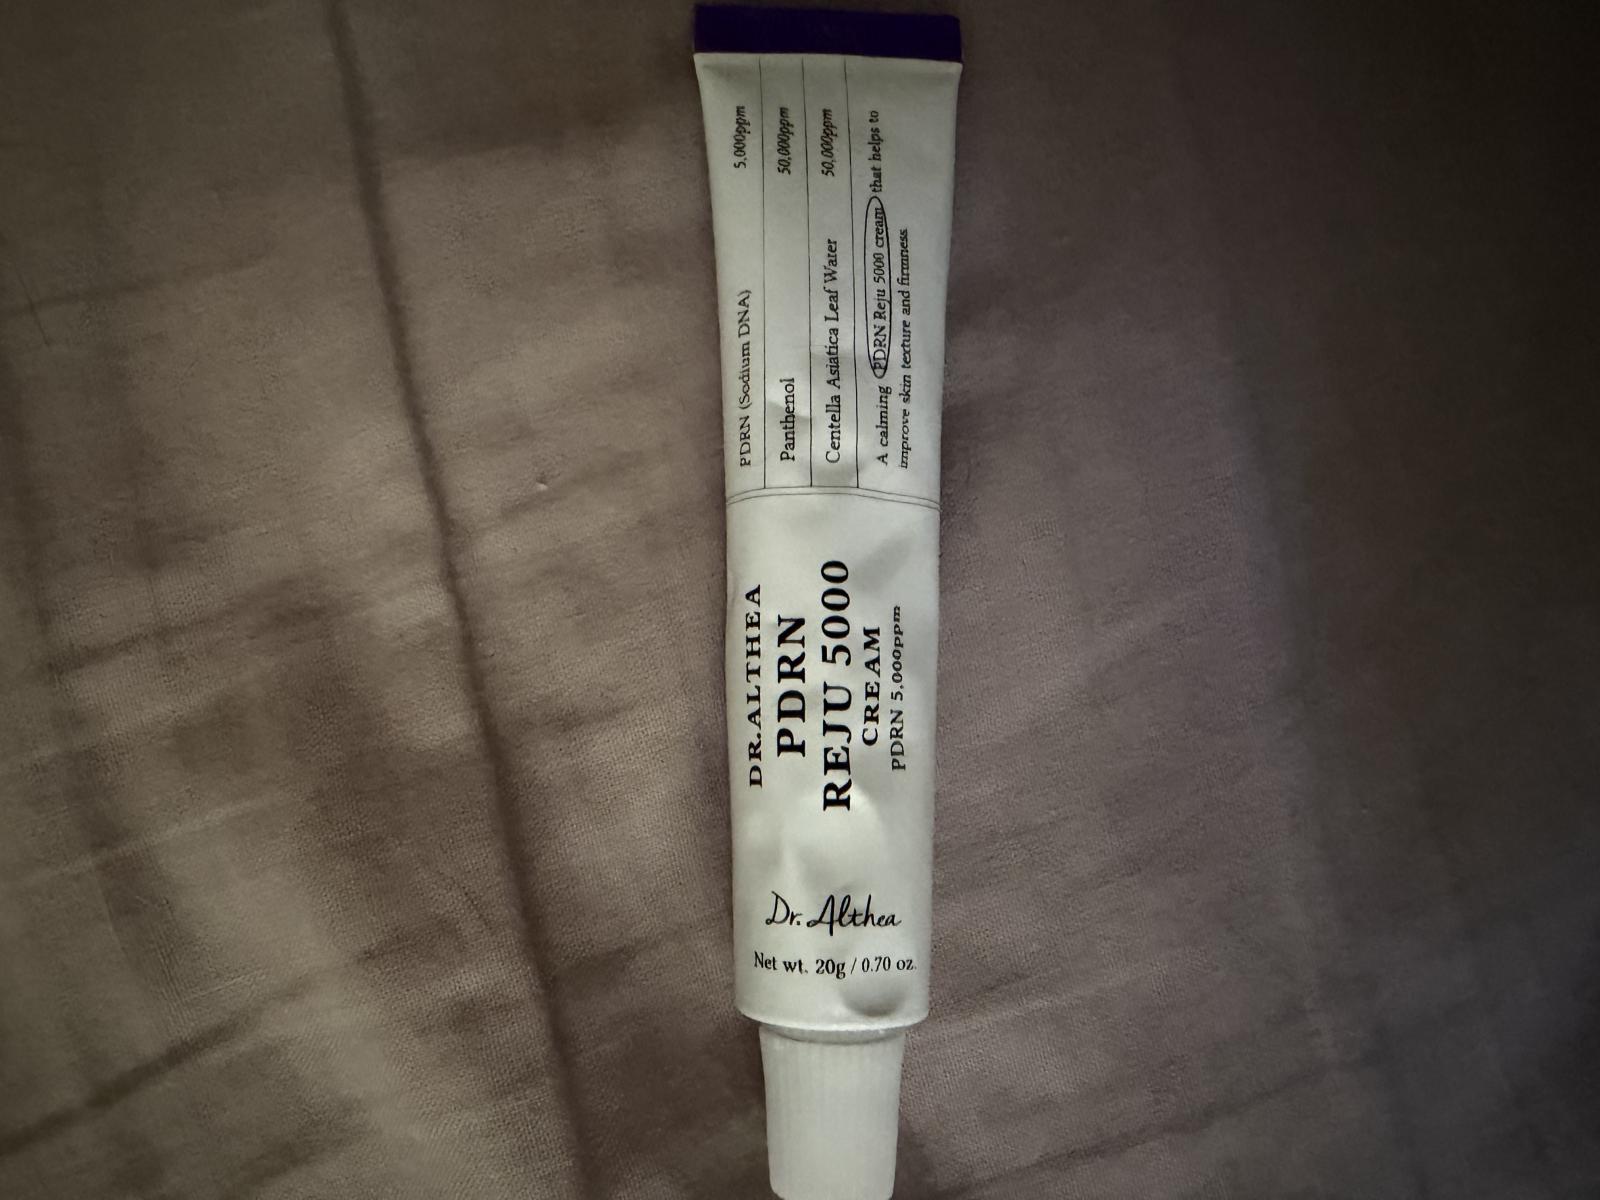 DR.ALTHEA
PDRN
REJU 5000
CREAM
PDRN 5,000ppm
PDRN (Sodium DNA) 5,000ppm
Panthenol 50,000ppm
Centella Asiatica Leaf Water 50,000ppm
A calming PDRN Reju 5000 cream that helps to
improve skin texture and firmness
Dr. Althea
Net wt. 20g / 0.70 oz.